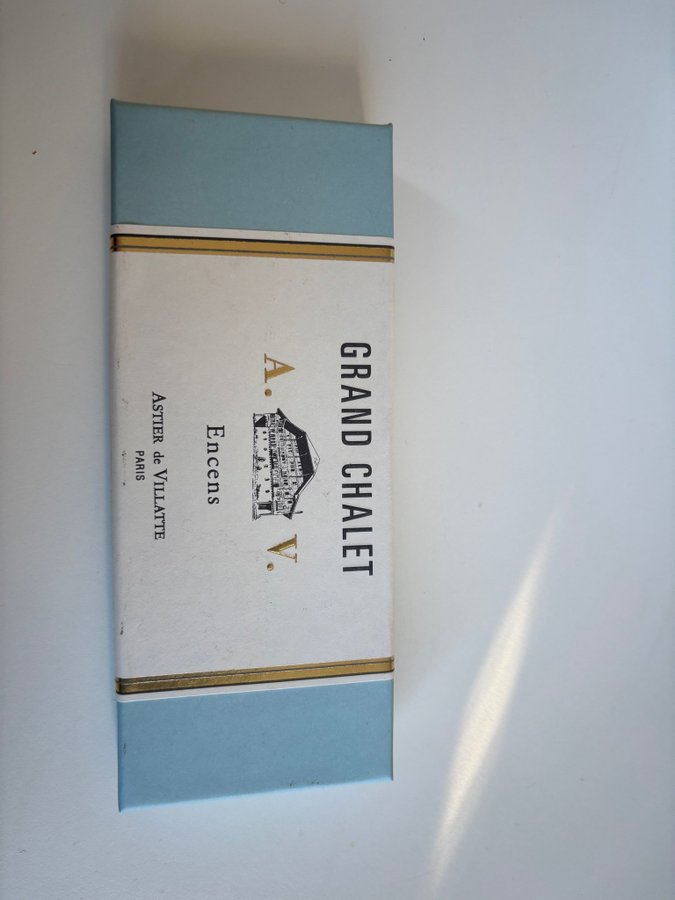 GRAND CHALET
A. V.
Encens
ASTIER de VILLATTE
PARIS